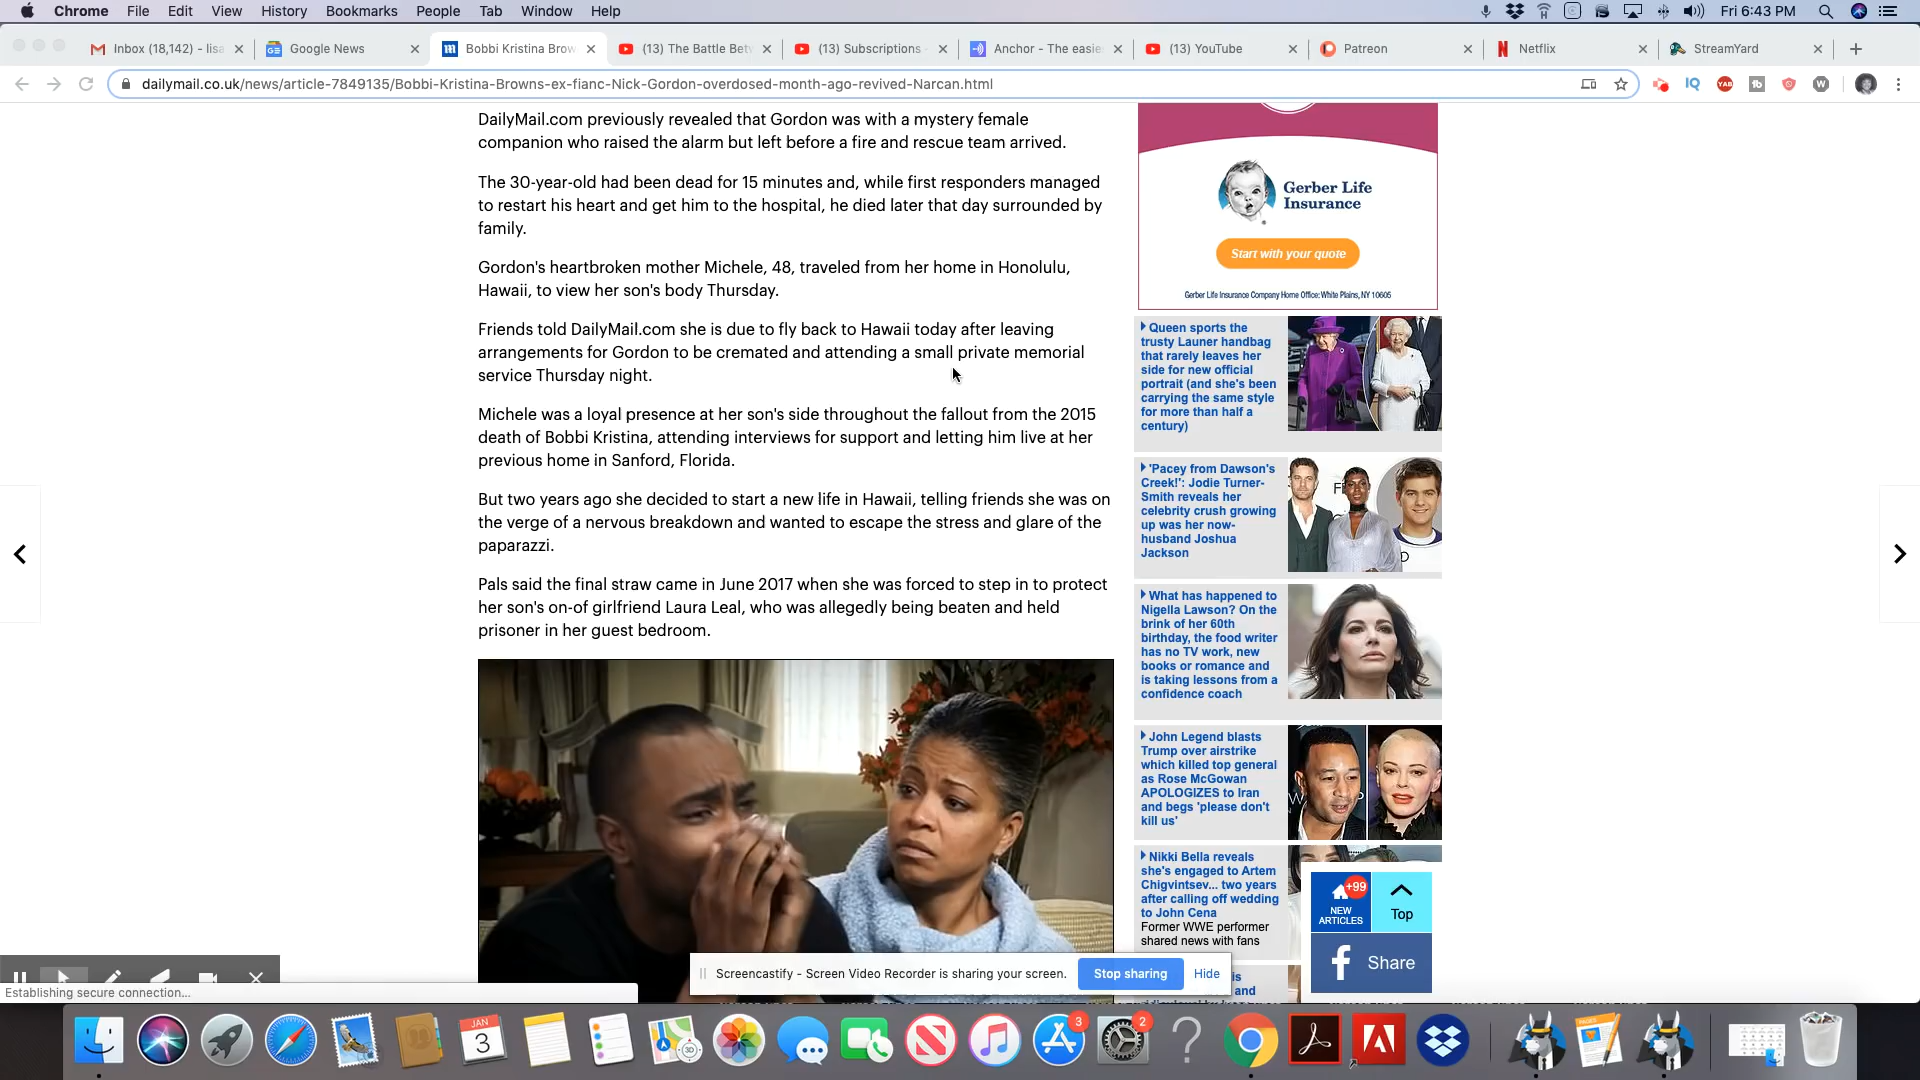 Chrome File Edit View History Bookmarks People Tab Window Help Fri 6:43 PM
Inbox (18,142) - lisa Google News Bobbi Kristina Brow (13) The Battle Bet (13) Subscriptions - Anchor - The easie (13) YouTube Patreon Netflix StreamYard
dailymail.co.uk/news/article-7849135/Bobbi-Kristina-Browns-ex-fianc-Nick-Gordon-overdosed-month-ago-revived-Narcan.html
DailyMail.com previously revealed that Gordon was with a mystery female
companion who raised the alarm but left before a fire and rescue team arrived.
The 30-year-old had been dead for 15 minutes and, while first responders managed
to restart his heart and get him to the hospital, he died later that day surrounded by
family.
Gordon's heartbroken mother Michele, 48, traveled from her home in Honolulu,
Hawaii, to view her son's body Thursday.
Friends told DailyMail.com she is due to fly back to Hawaii today after leaving
arrangements for Gordon to be cremated and attending a small private memorial
service Thursday night.
Michele was a loyal presence at her son's side throughout the fallout from the 2015
death of Bobbi Kristina, attending interviews for support and letting him live at her
previous home in Sanford, Florida.
But two years ago she decided to start a new life in Hawaii, telling friends she was on
the verge of a nervous breakdown and wanted to escape the stress and glare of the
paparazzi.
Pals said the final straw came in June 2017 when she was forced to step in to protect
her son's on-of girlfriend Laura Leal, who was allegedly being beaten and held
prisoner in her guest bedroom.
Gerber Life
Insurance
Start with your quote
Gerber Life Insurance Company Home Office: White Plains, NY 10605
Queen sports the
trusty Launer handbag
that rarely leaves her
side for new official
portrait (and she's been
carrying the same style
for more than half a
century)
'Pacey from Dawson's
Creek!': Jodie Turner-
Smith reveals her
celebrity crush growing
up was her now-
husband Joshua
Jackson
What has happened to
Nigella Lawson? On the
brink of her 60th
birthday, the food writer
has no TV work, new
books or romance and
is taking lessons from a
confidence coach
John Legend blasts
Trump over airstrike
which killed top general
as Rose McGowan
APOLOGIZES to Iran
and begs 'please don't
kill us'
Nikki Bella reveals
she's engaged to Artem
Chigvintsev... two years
after calling off wedding
to John Cena
Former WWE performer
shared news with fans
is
and
+99
NEW
ARTICLES
Top
Share
Screencastify - Screen Video Recorder is sharing your screen. Stop sharing Hide
Establishing secure connection...
JAN
3
3
2